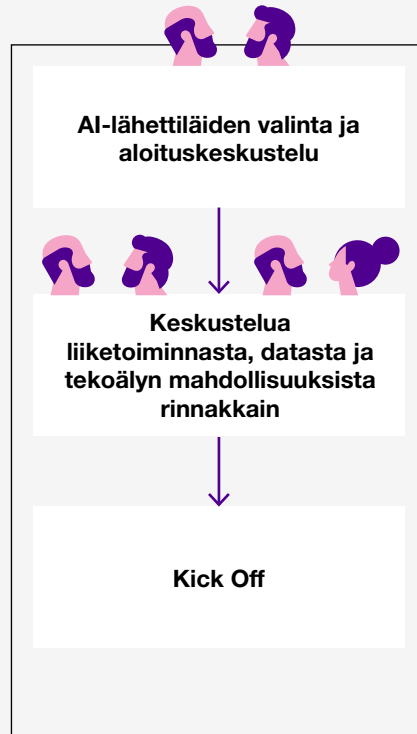 AI-lähettiläiden valinta ja
aloituskeskustelu
Keskustelua
liiketoiminnasta, datasta ja
tekoälyn mahdollisuuksista
rinnakkain
Kick Off